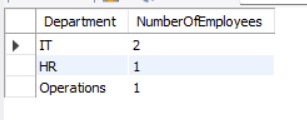 Department NumberOfEmployees
IT 2
HR 1
Operations 1